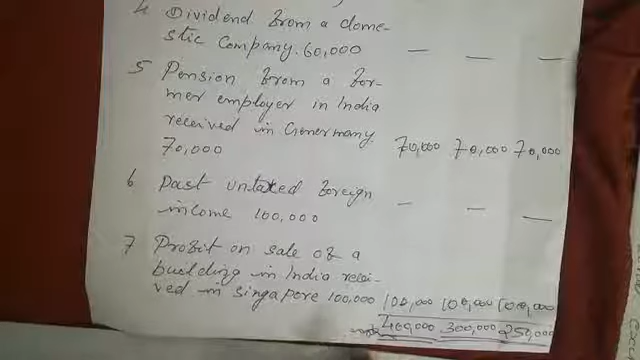 4 Dividend from a dome-
stic Company. 60,000 — — —
5 Pension from a for-
mer employer in India
received in Genermany.
70,000 70,000 70,000 70,000
6 Past untaxed foreign
income 100,000 — — —
7 Profit on sale of a
building in India recei-
ved in Singapore 100,000 100,000 100,000 100,000
400,000 300,000 250,000